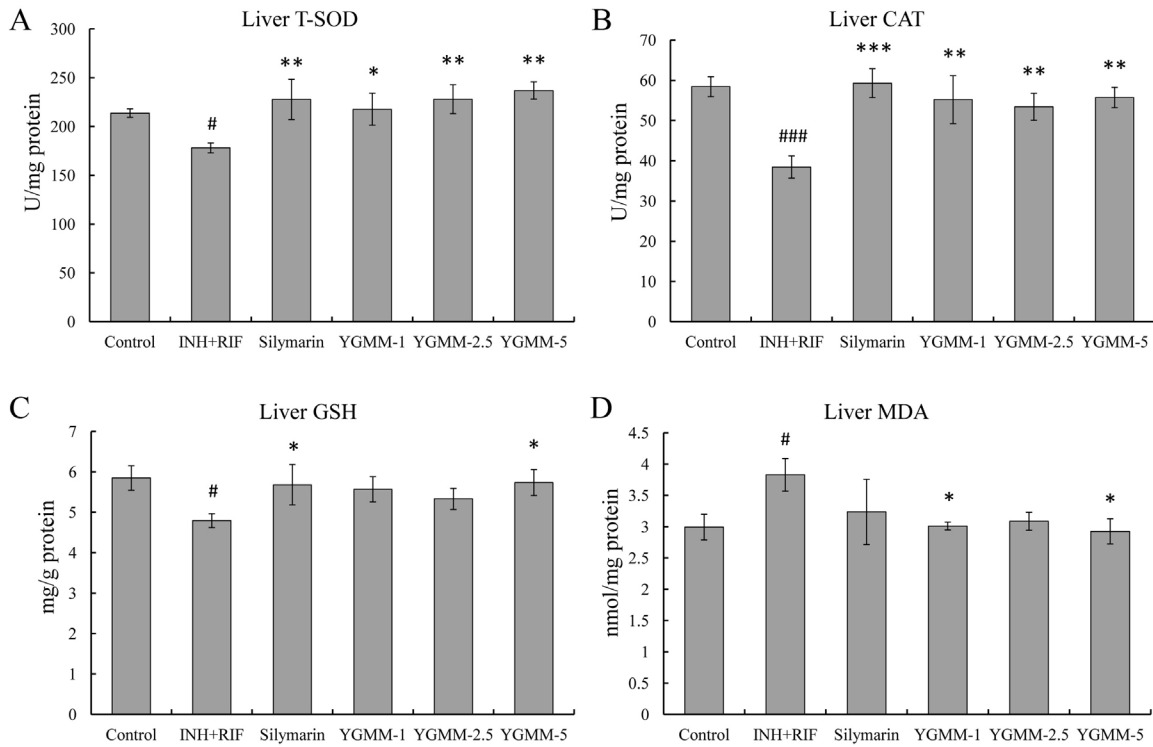 A
Liver T-SOD
U/mg protein
300
250
200
150
100
50
0
** * ** **
#
Control INH+RIF Silymarin YGMM-1 YGMM-2.5 YGMM-5
B
Liver CAT
U/mg protein
70
60
50
40
30
20
10
0
*** ** ** **
###
Control INH+RIF Silymarin YGMM-1 YGMM-2.5 YGMM-5
C
Liver GSH
mg/g protein
7
6
5
4
3
2
1
0
* *
#
Control INH+RIF Silymarin YGMM-1 YGMM-2.5 YGMM-5
D
Liver MDA
nmol/mg protein
4.5
4
3.5
3
2.5
2
1.5
1
0.5
0
#
* *
Control INH+RIF Silymarin YGMM-1 YGMM-2.5 YGMM-5